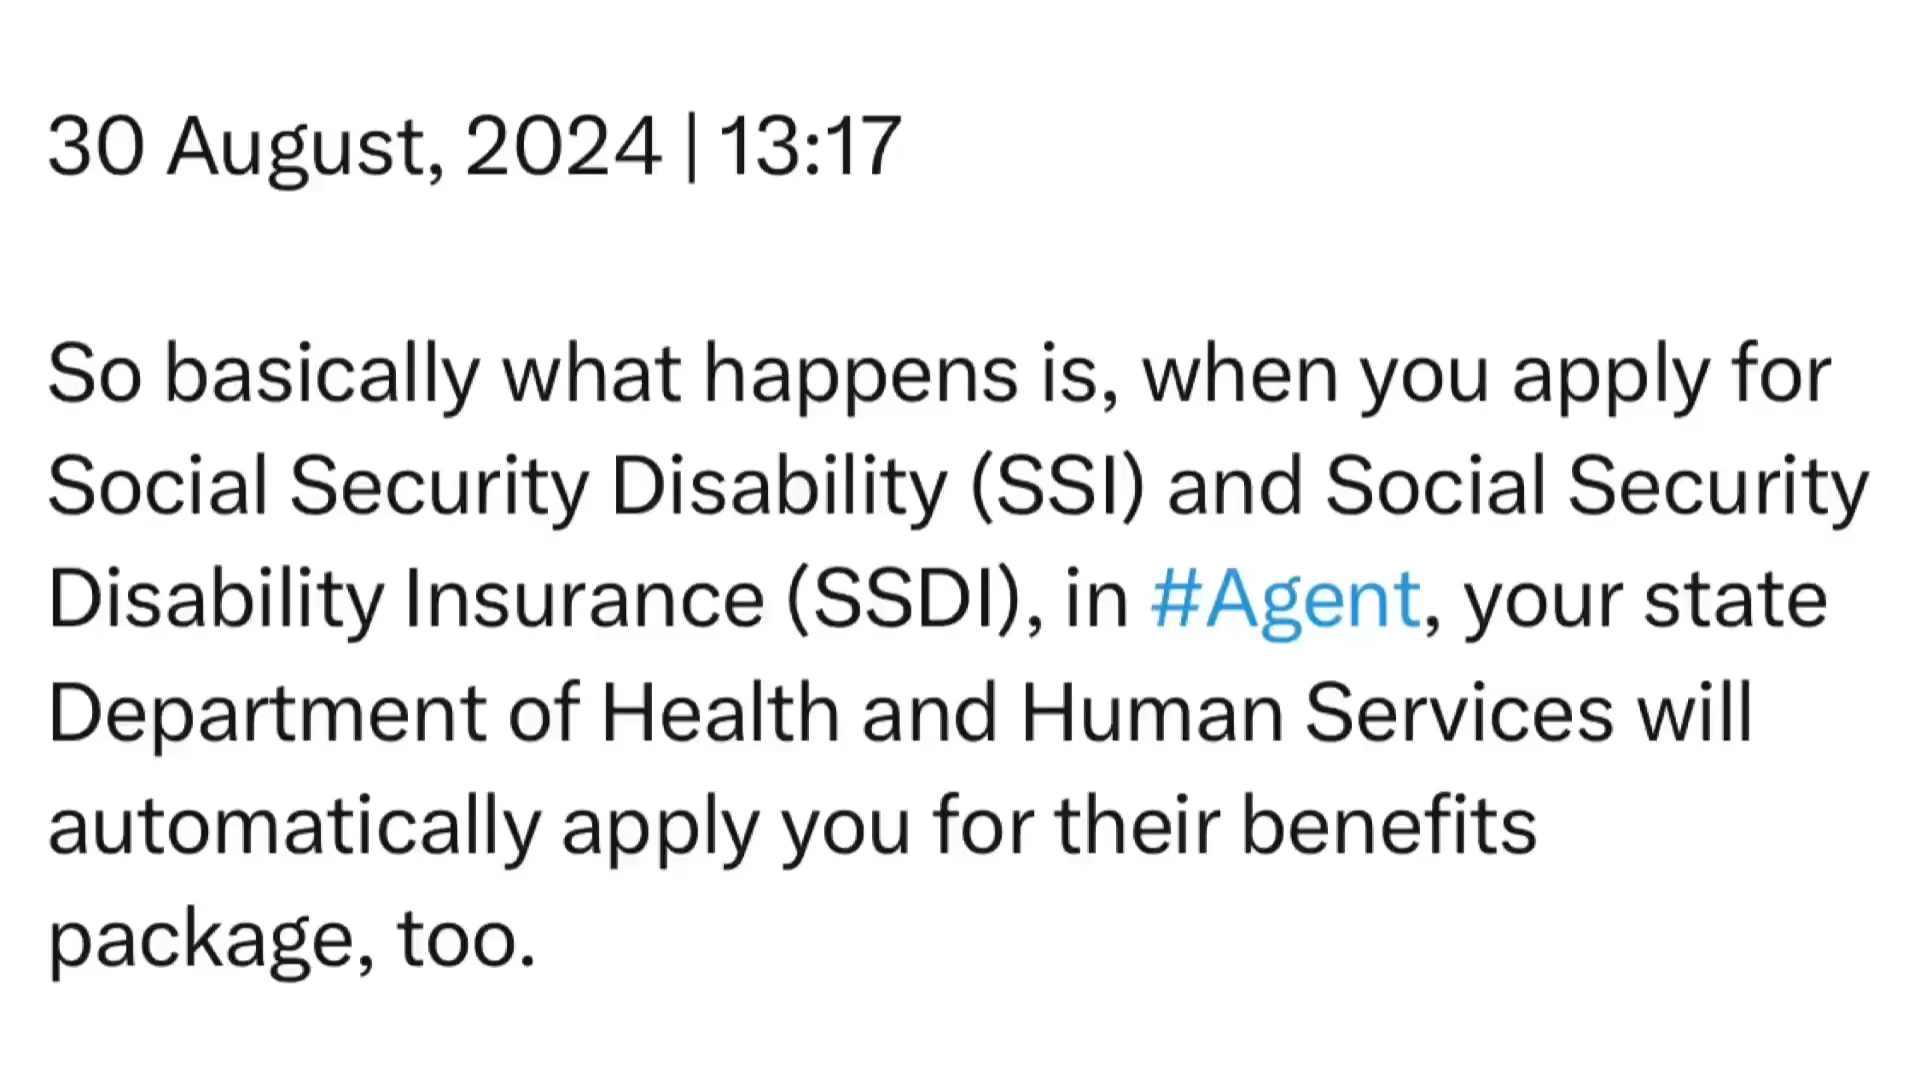 30 August, 2024 | 13:17
So basically what happens is, when you apply for
Social Security Disability (SSI) and Social Security
Disability Insurance (SSDI), in #Agent, your state
Department of Health and Human Services will
automatically apply you for their benefits
package, too.